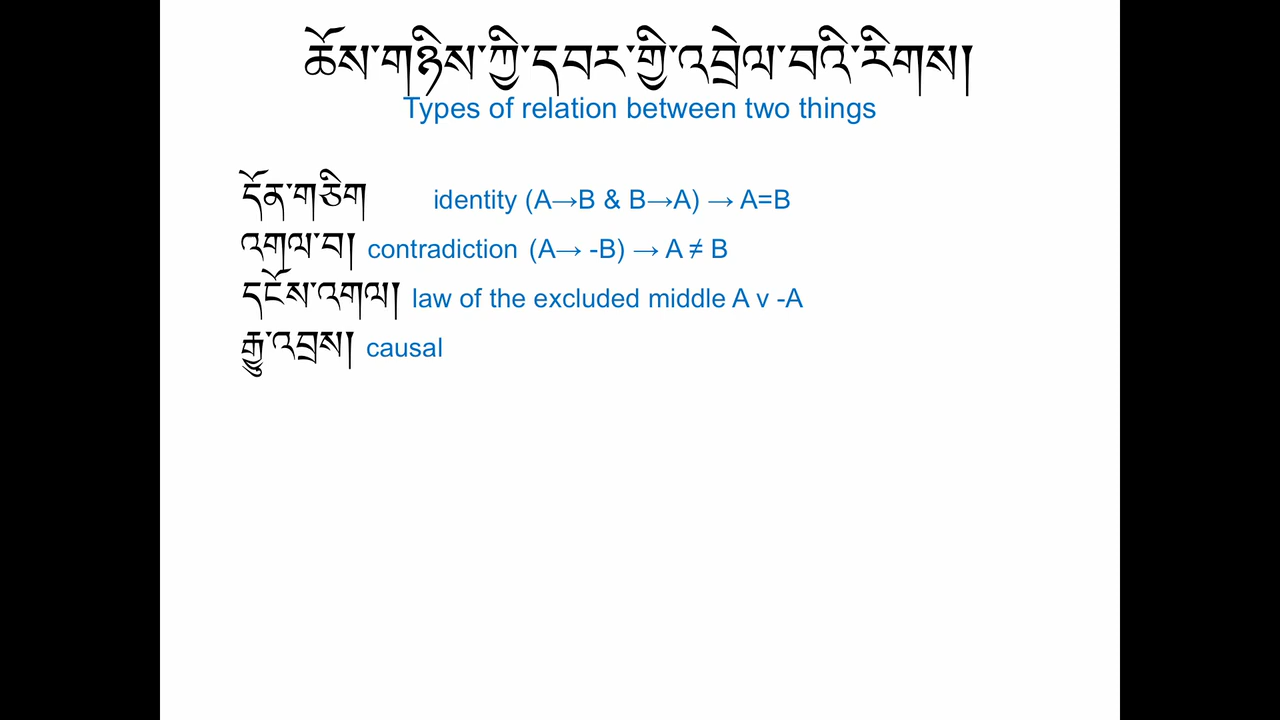 ཆོས་གཉིས་ཀྱི་དབར་གྱི་འབྲེལ་བའི་རིགས།
Types of relation between two things
དོན་གཅིག identity (A→B & B→A) → A=B
འགལ་བ། contradiction (A→ -B) → A ≠ B
དངོས་འགལ། law of the excluded middle A v -A
རྒྱུ་འབྲས། causal